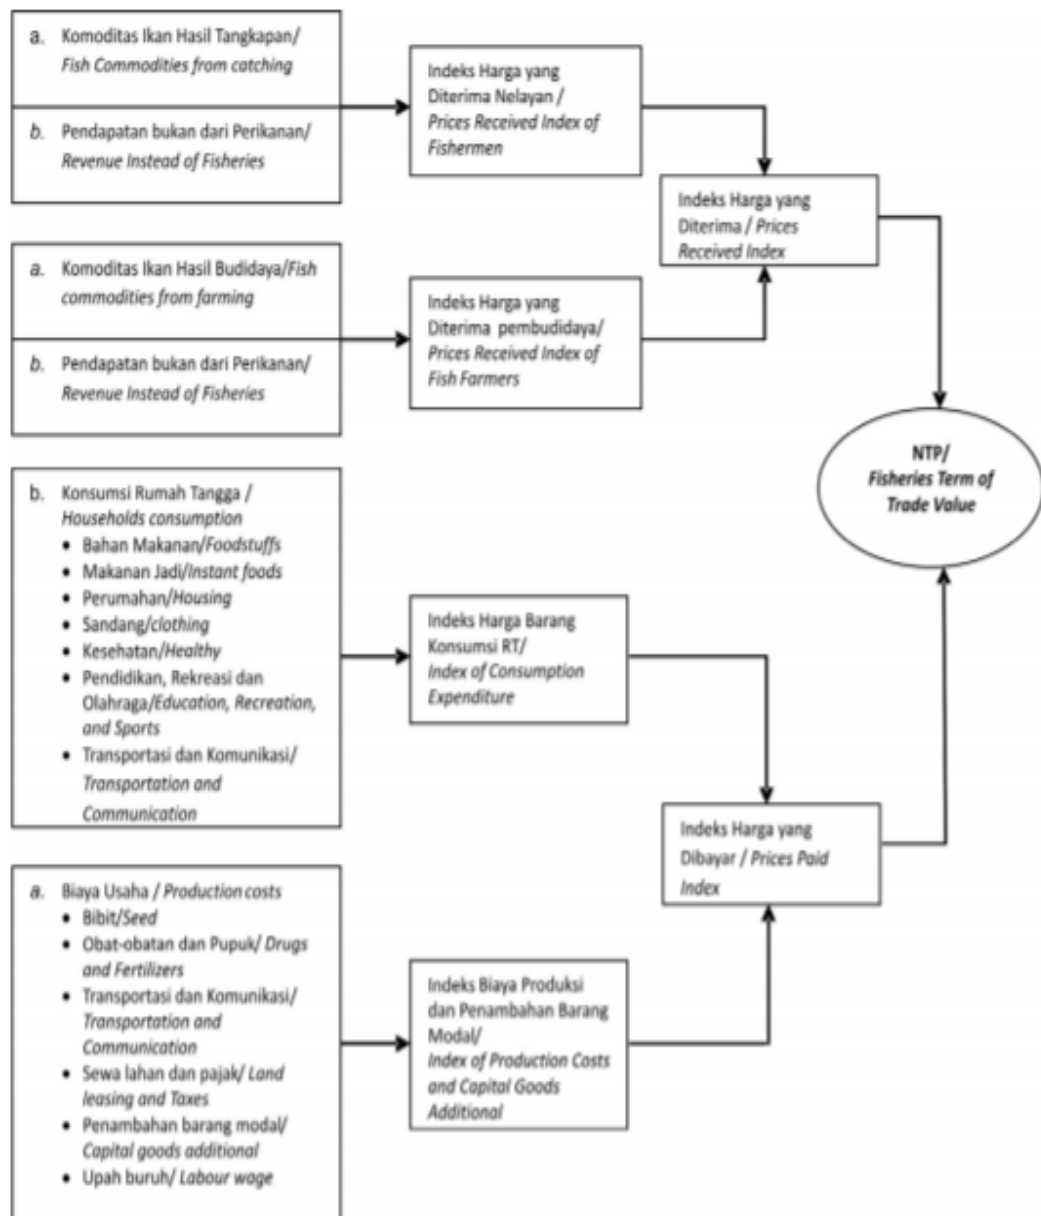 a. Komoditas Ikan Hasil Tangkapan/
Fish Commodities from catching
b. Pendapatan bukan dari Perikanan/
Revenue Instead of Fisheries
Indeks Harga yang
Diterima Nelayan /
Prices Received Index of
Fishermen
Indeks Harga yang
Diterima / Prices
Received Index
a. Komoditas Ikan Hasil Budidaya/Fish
commodities from farming
b. Pendapatan bukan dari Perikanan/
Revenue Instead of Fisheries
Indeks Harga yang
Diterima pembudidaya/
Prices Received Index of
Fish Farmers
NTP/
Fisheries Term of
Trade Value
b. Konsumsi Rumah Tangga /
Households consumption
• Bahan Makanan/Foodstuffs
• Makanan Jadi/Instant foods
• Perumahan/Housing
• Sandang/clothing
• Kesehatan/Healthy
• Pendidikan, Rekreasi dan
Olahraga/Education, Recreation,
and Sports
• Transportasi dan Komunikasi/
Transportation and
Communication
Indeks Harga Barang
Konsumsi RT/
Index of Consumption
Expenditure
Indeks Harga yang
Dibayar / Prices Paid
Index
a. Biaya Usaha / Production costs
• Bibit/Seed
• Obat-obatan dan Pupuk/ Drugs
and Fertilizers
• Transportasi dan Komunikasi/
Transportation and
Communication
• Sewa lahan dan pajak/ Land
leasing and Taxes
• Penambahan barang modal/
Capital goods additional
• Upah buruh/ Labour wage
Indeks Biaya Produksi
dan Penambahan Barang
Modal/
Index of Production Costs
and Capital Goods
Additional